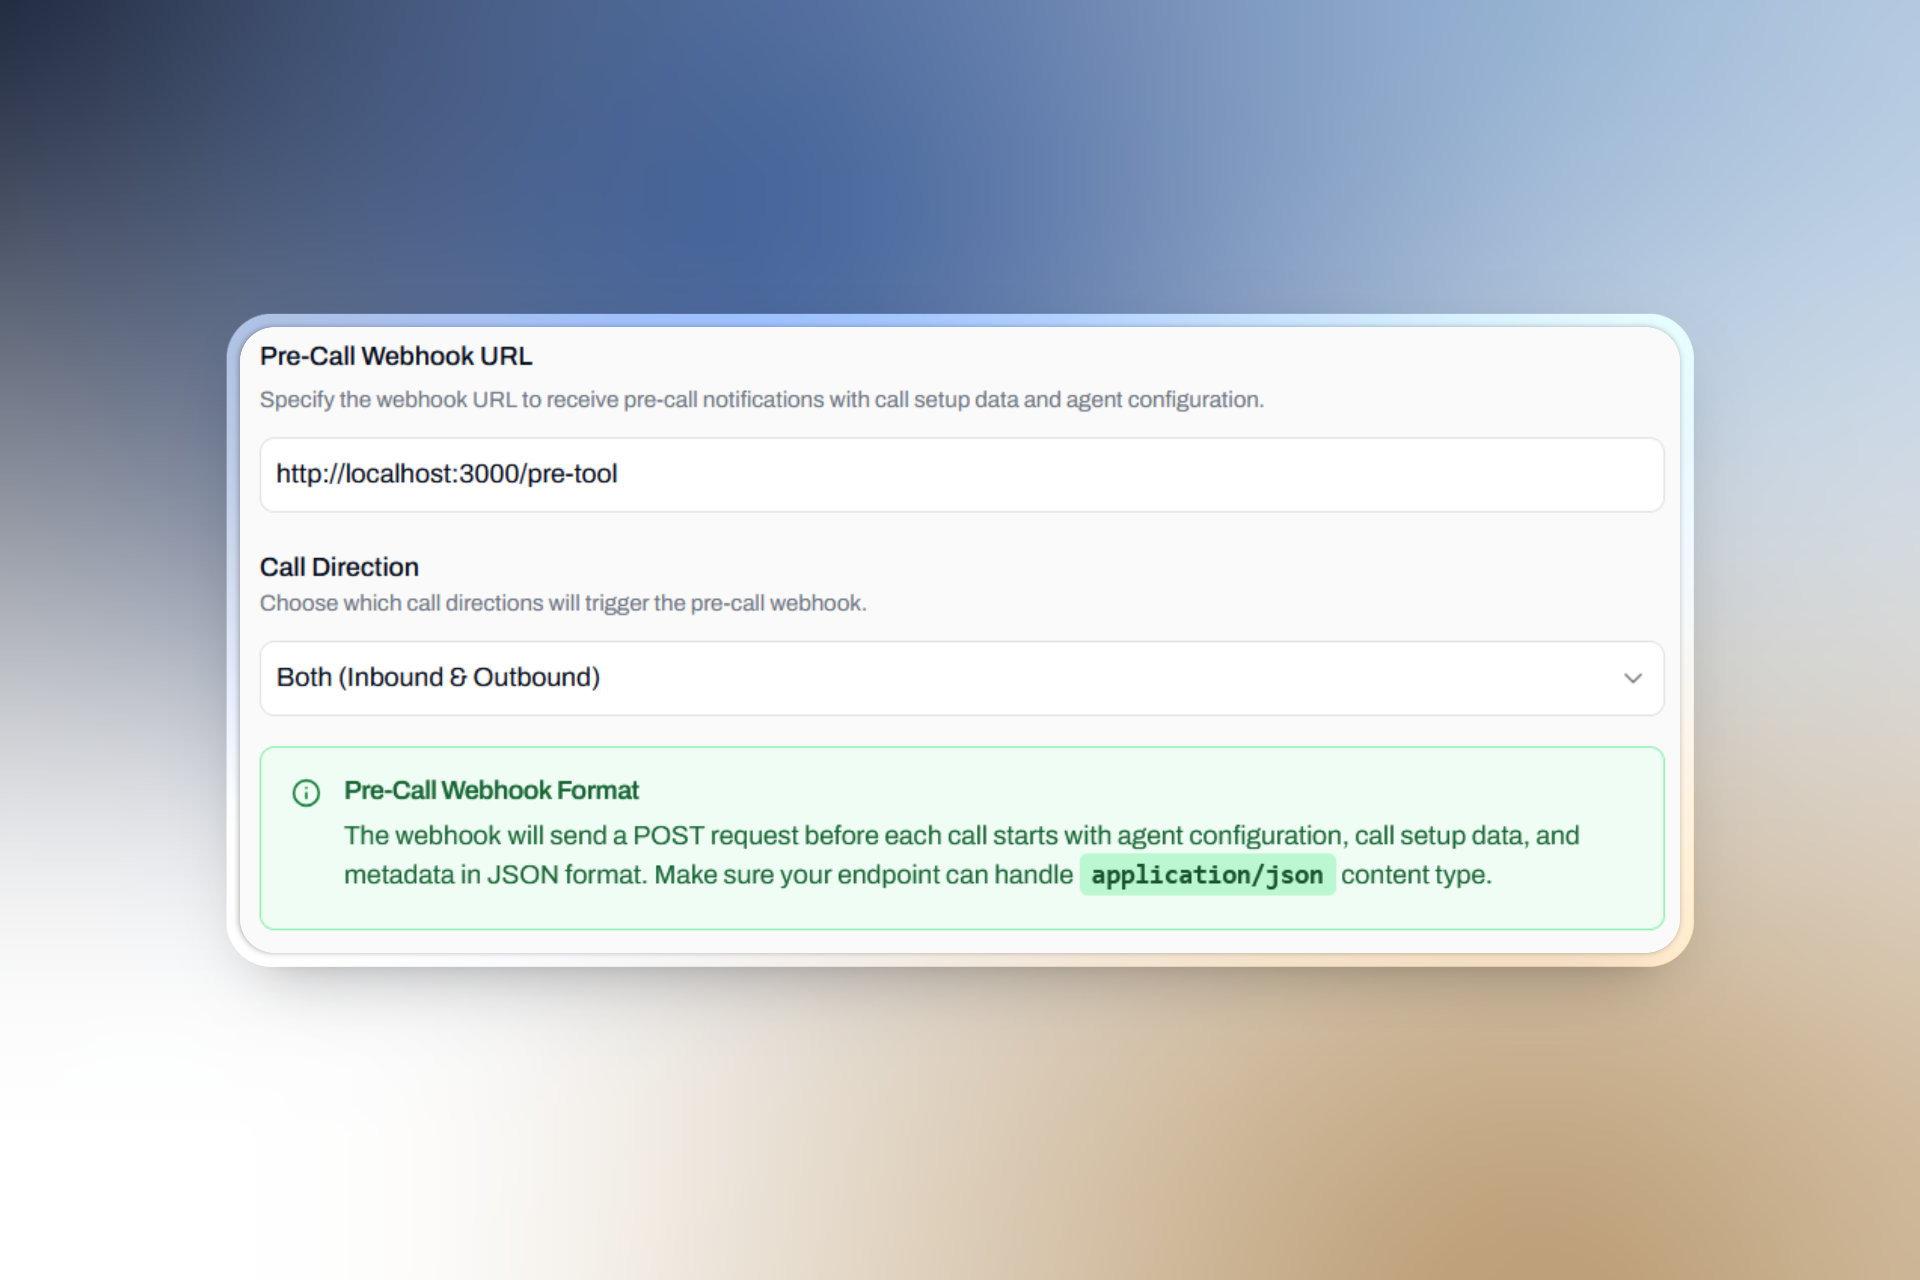 Pre-Call Webhook URL
Specify the webhook URL to receive pre-call notifications with call setup data and agent configuration.
http://localhost:3000/pre-tool
Call Direction
Choose which call directions will trigger the pre-call webhook.
Both (Inbound & Outbound)
Pre-Call Webhook Format
The webhook will send a POST request before each call starts with agent configuration, call setup data, and
metadata in JSON format. Make sure your endpoint can handle application/json content type.